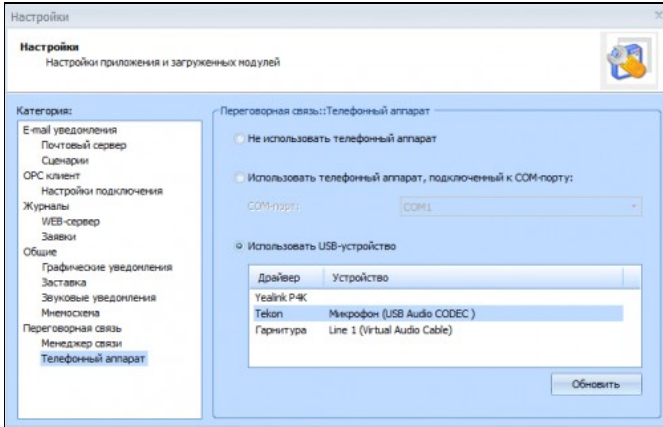 Настройки
Настройки
Настройки приложения и загруженных модулей
Категория:
E-mail уведомления
Почтовый сервер
Сценарии
OPC клиент
Настройки подключения
Журналы
WEB-сервер
Заявки
Общие
Графические уведомления
Заставка
Звуковые уведомления
Мнемосхема
Переговорная связь
Менеджер связи
Телефонный аппарат
Переговорная связь::Телефонный аппарат
Не использовать телефонный аппарат
Использовать телефонный аппарат, подключенный к COM-порту:
COM-порт: COM1
Использовать USB-устройство
Драйвер Устройство
Yealink P4K
Tekon Микрофон (USB Audio CODEC )
Гарнитура Line 1 (Virtual Audio Cable)
Обновить